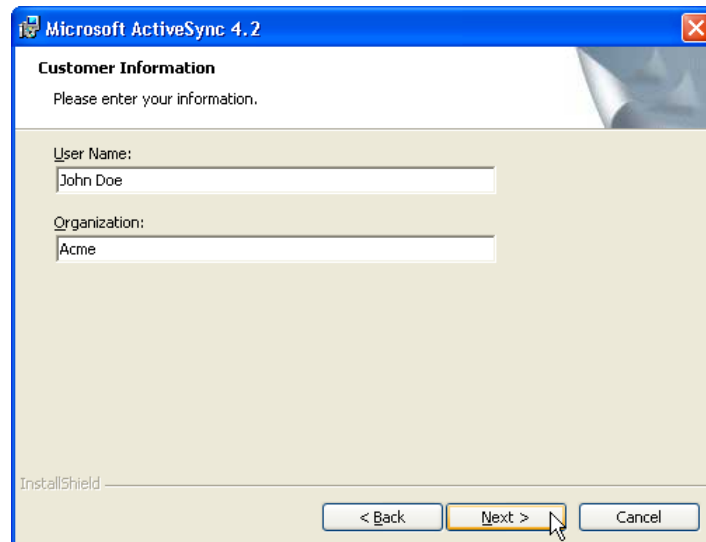 Microsoft ActiveSync 4.2
Customer Information
Please enter your information.
User Name:
John Doe
Organization:
Acme
InstallShield
< Back
Next >
Cancel